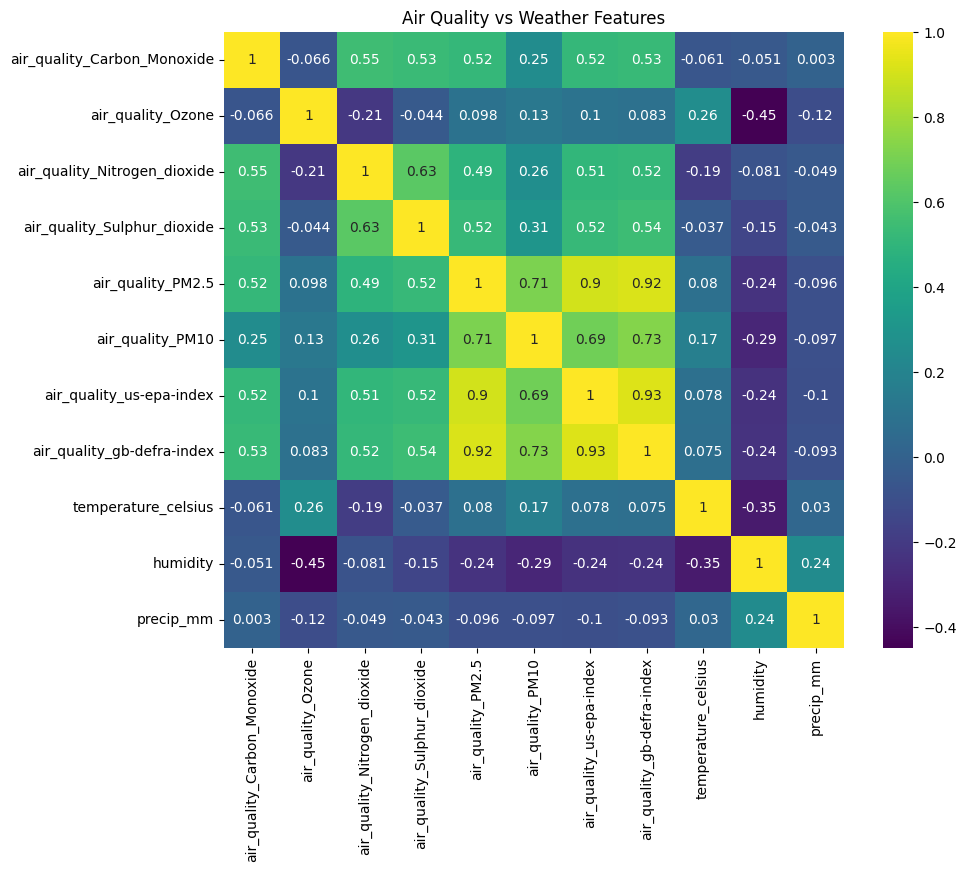 Air Quality vs Weather Features
air_quality_Carbon_Monoxide 1 -0.066 0.55 0.53 0.52 0.25 0.52 0.53 -0.061 -0.051 0.003
air_quality_Ozone -0.066 1 -0.21 -0.044 0.098 0.13 0.1 0.083 0.26 -0.45 -0.12
air_quality_Nitrogen_dioxide 0.55 -0.21 1 0.63 0.49 0.26 0.51 0.52 -0.19 -0.081 -0.049
air_quality_Sulphur_dioxide 0.53 -0.044 0.63 1 0.52 0.31 0.52 0.54 -0.037 -0.15 -0.043
air_quality_PM2.5 0.52 0.098 0.49 0.52 1 0.71 0.9 0.92 0.08 -0.24 -0.096
air_quality_PM10 0.25 0.13 0.26 0.31 0.71 1 0.69 0.73 0.17 -0.29 -0.097
air_quality_us-epa-index 0.52 0.1 0.51 0.52 0.9 0.69 1 0.93 0.078 -0.24 -0.1
air_quality_gb-defra-index 0.53 0.083 0.52 0.54 0.92 0.73 0.93 1 0.075 -0.24 -0.093
temperature_celsius -0.061 0.26 -0.19 -0.037 0.08 0.17 0.078 0.075 1 -0.35 0.03
humidity -0.051 -0.45 -0.081 -0.15 -0.24 -0.29 -0.24 -0.24 -0.35 1 0.24
precip_mm 0.003 -0.12 -0.049 -0.043 -0.096 -0.097 -0.1 -0.093 0.03 0.24 1
air_quality_Carbon_Monoxide
air_quality_Ozone
air_quality_Nitrogen_dioxide
air_quality_Sulphur_dioxide
air_quality_PM2.5
air_quality_PM10
air_quality_us-epa-index
air_quality_gb-defra-index
temperature_celsius
humidity
precip_mm
1.0
0.8
0.6
0.4
0.2
0.0
−0.2
−0.4